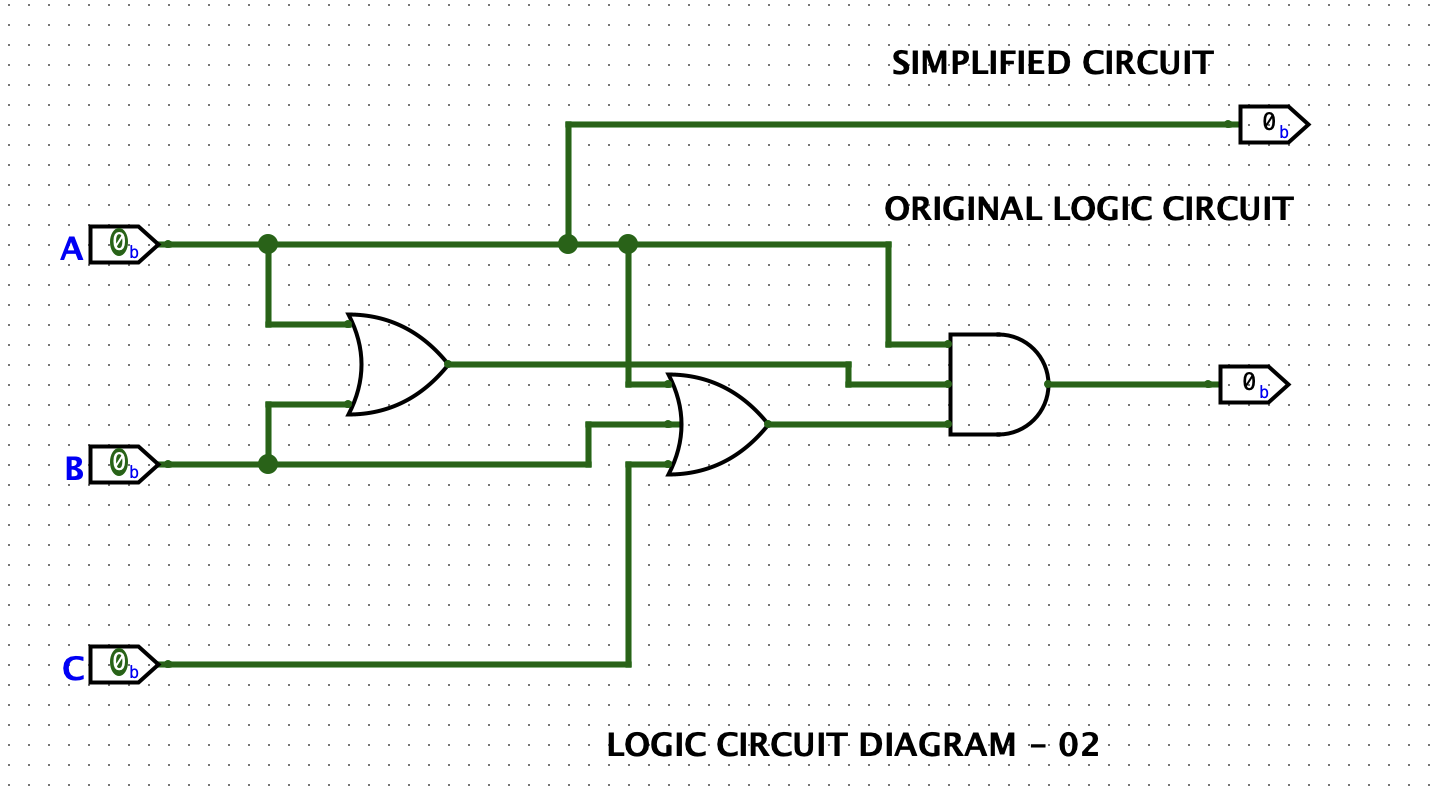 SIMPLIFIED CIRCUIT
0b
ORIGINAL LOGIC CIRCUIT
A 0b
0b
B 0b
C 0b
LOGIC CIRCUIT DIAGRAM – 02